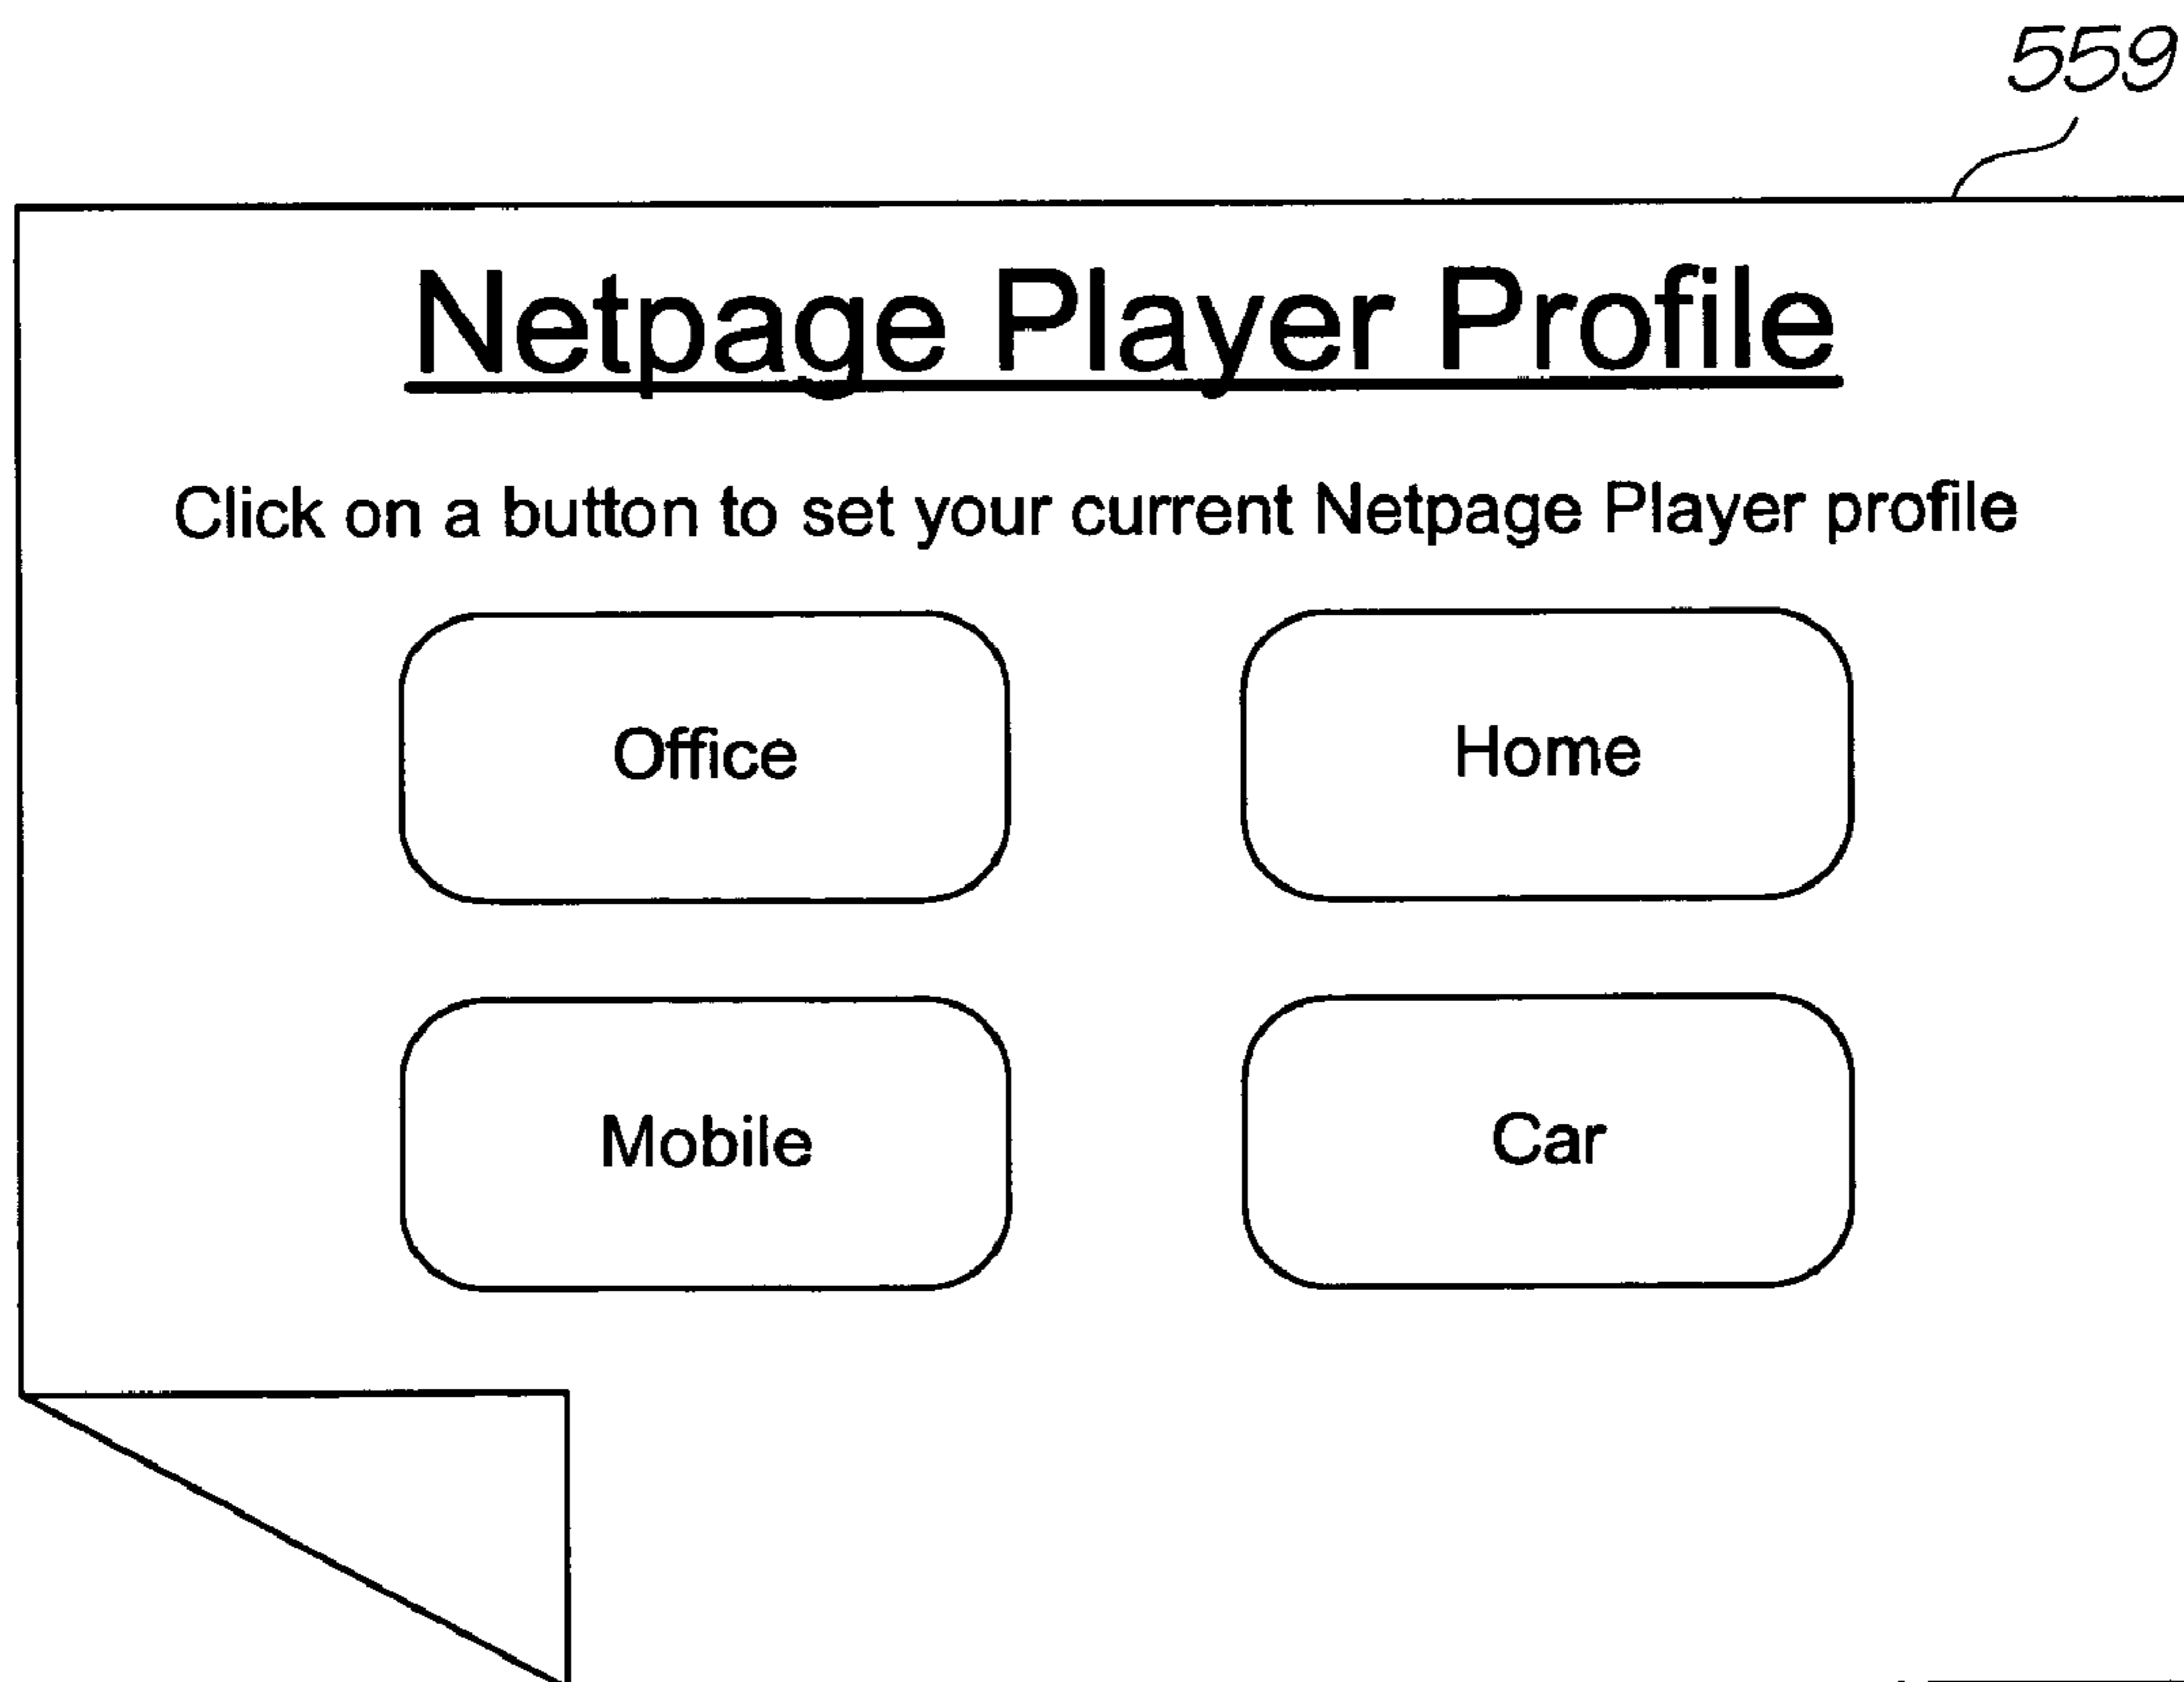 559
Netpage Player Profile
Click on a button to set your current Netpage Player profile
Office Home
Mobile Car